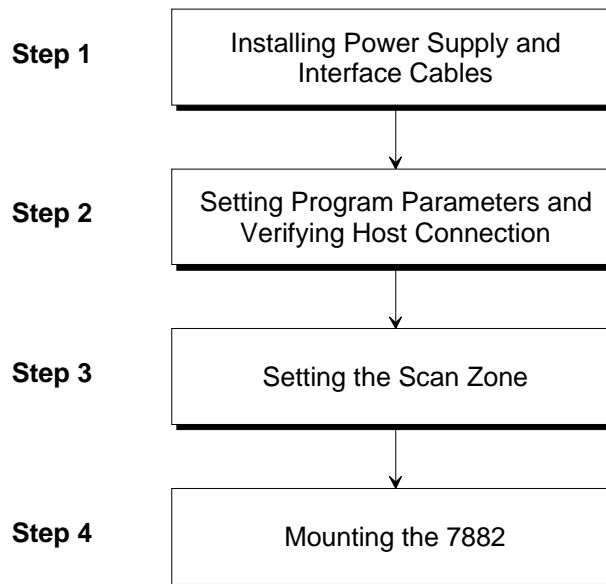 Step 1
Installing Power Supply and
Interface Cables
Step 2
Setting Program Parameters and
Verifying Host Connection
Step 3
Setting the Scan Zone
Step 4
Mounting the 7882